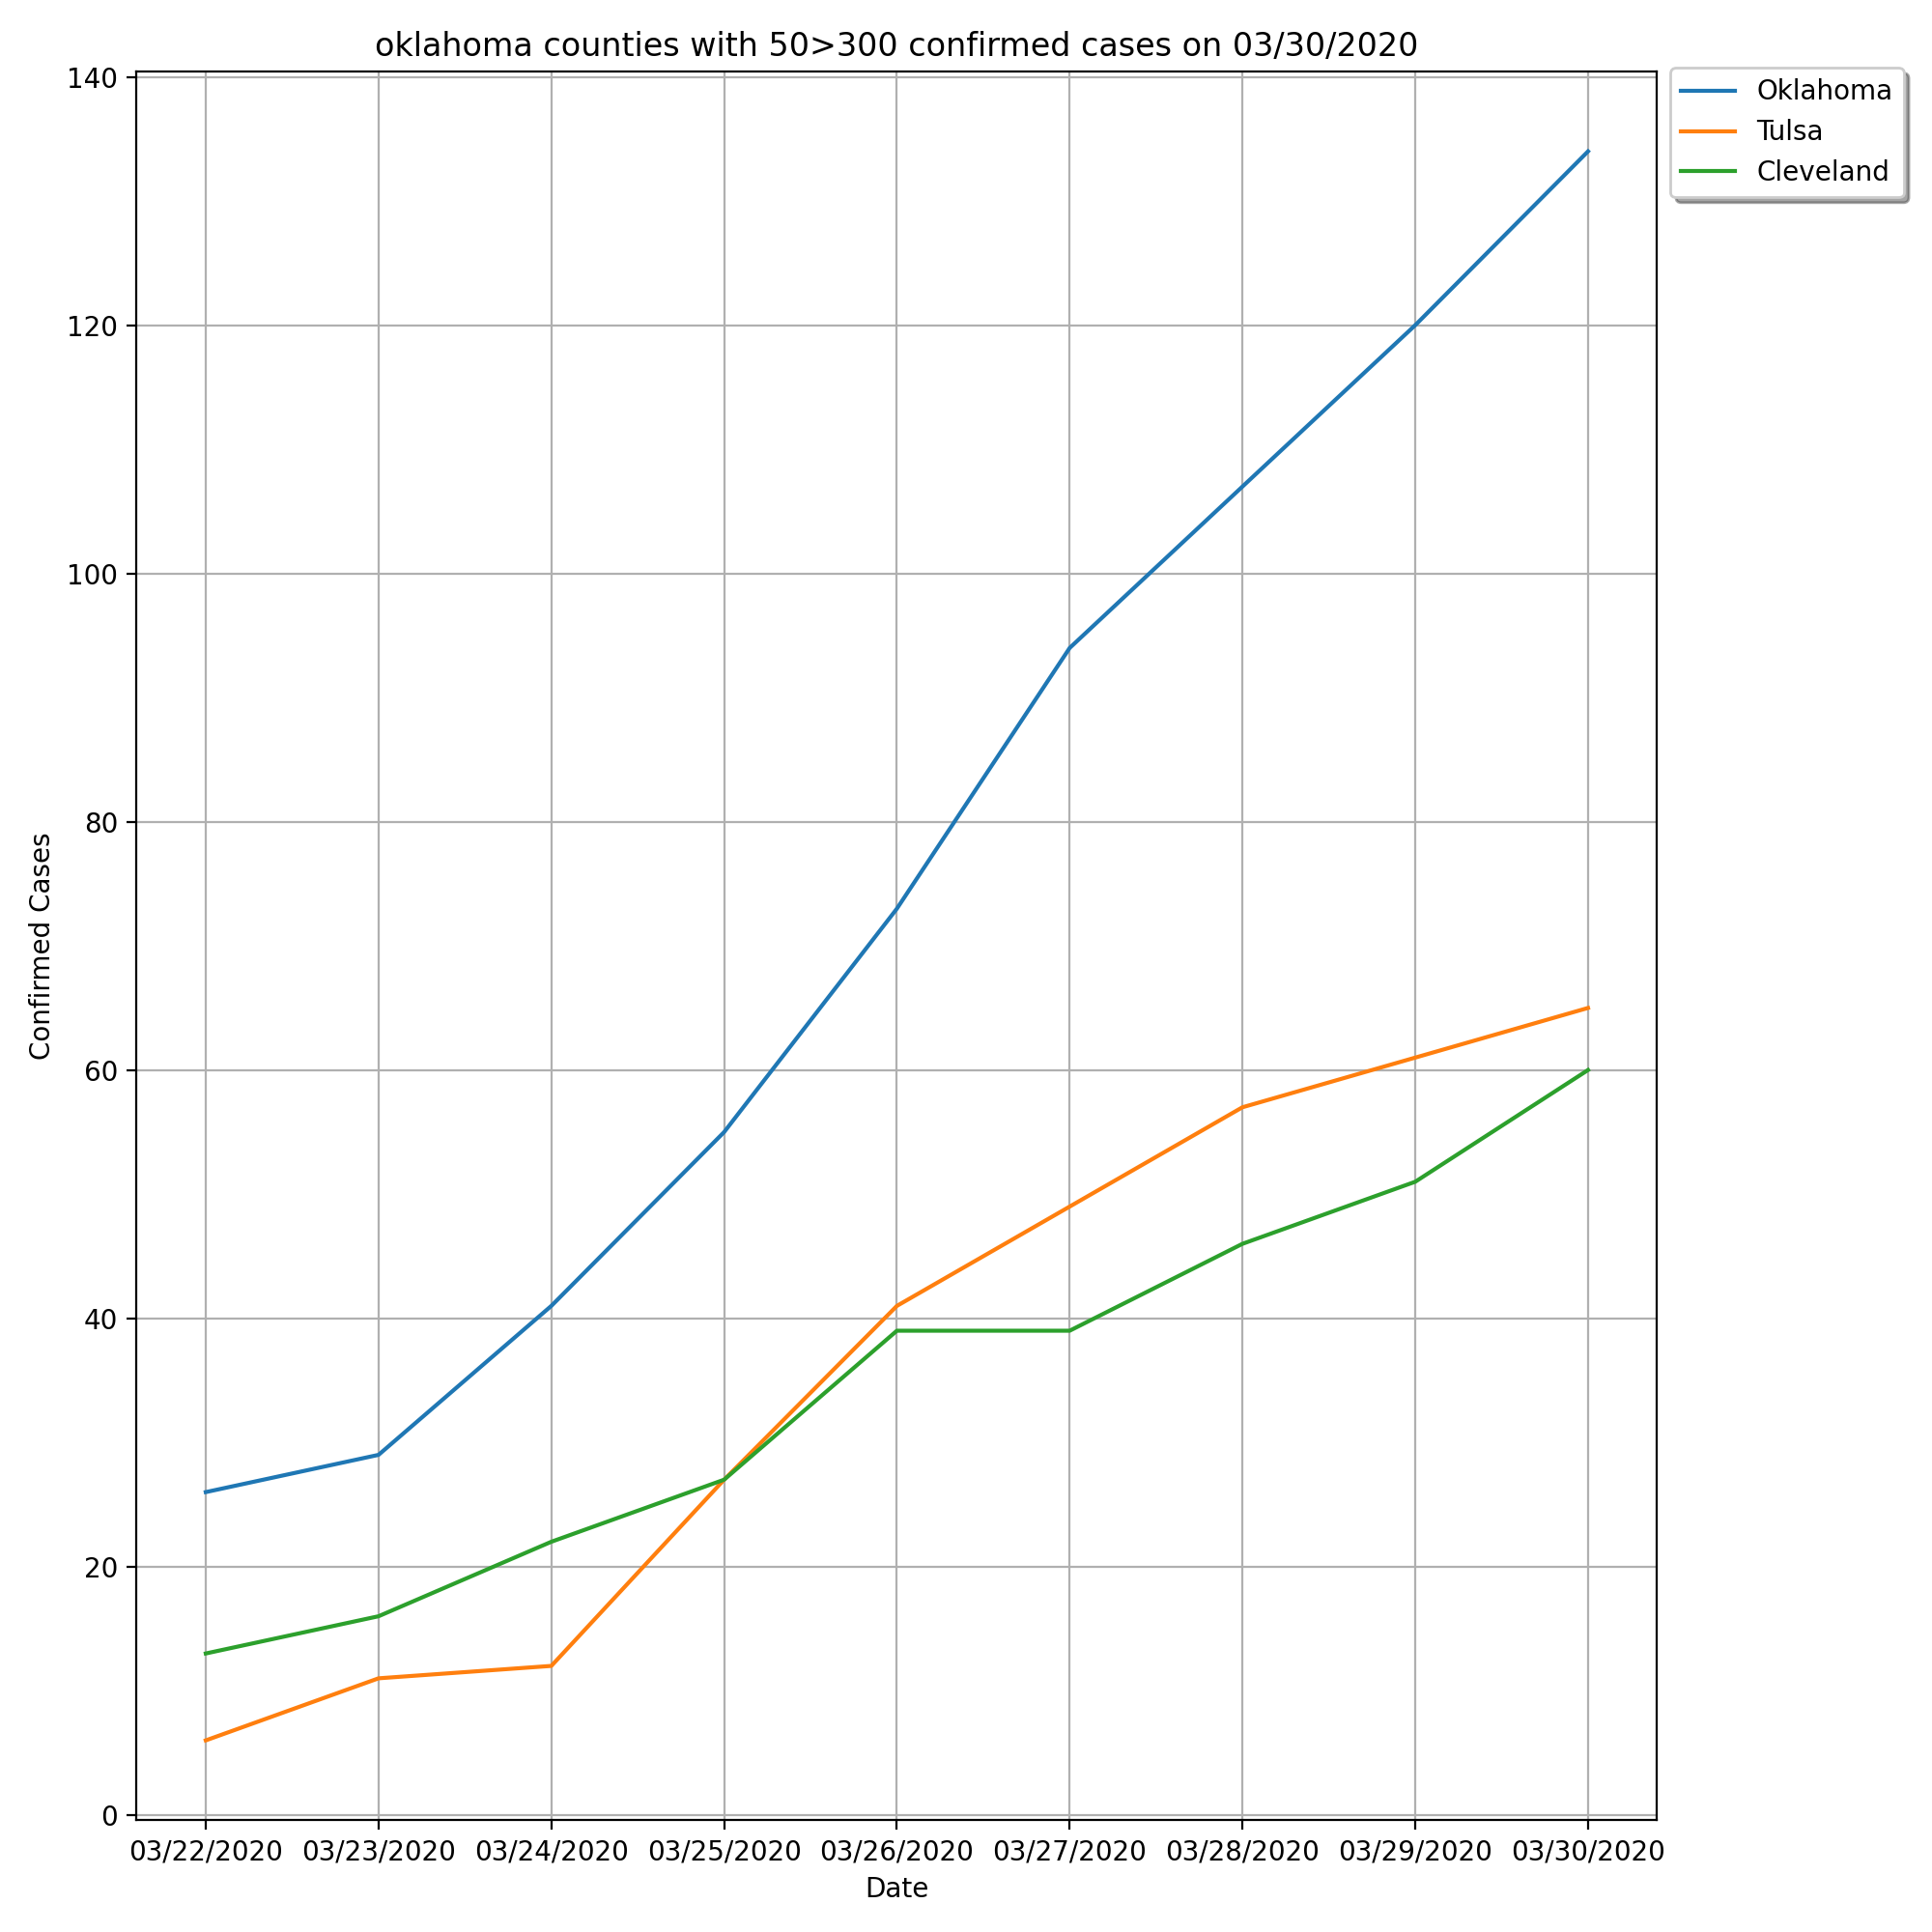 oklahoma counties with 50>300 confirmed cases on 03/30/2020
Oklahoma
Tulsa
Cleveland
140
120
100
80
60
40
20
0
Confirmed Cases
03/22/2020 03/23/2020 03/24/2020 03/25/2020 03/26/2020 03/27/2020 03/28/2020 03/29/2020 03/30/2020
Date